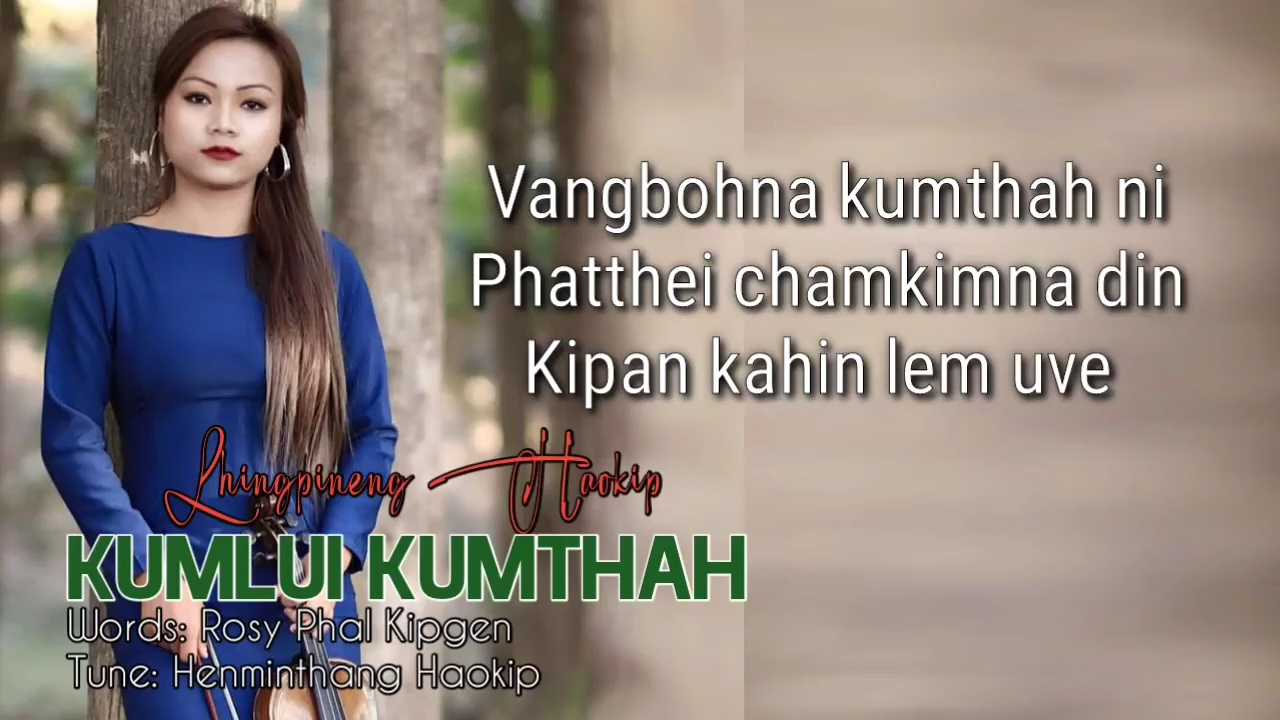 Vangbohna kumthah ni
Phatthei chamkimna din
Kipan kahin lem uve
Lhingpineng Haokip
KUMLUI KUMTHAH
Words: Rosy Phal Kipgen
Tune: Henminthang Haokip